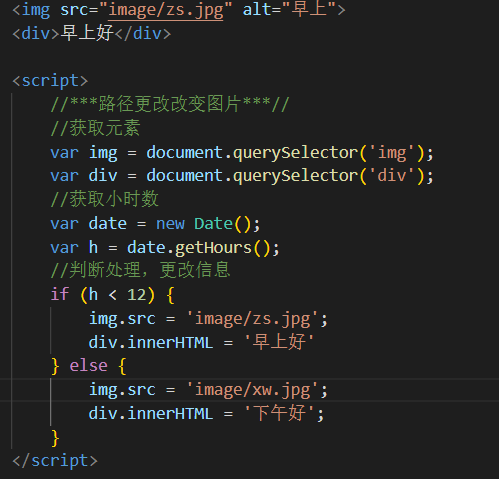 <img src="image/zs.jpg" alt="早上">
<div>早上好</div>
<script>
//***路径更改改变图片***//
//获取元素
var img = document.querySelector('img');
var div = document.querySelector('div');
//获取小时数
var date = new Date();
var h = date.getHours();
//判断处理，更改信息
if (h < 12) {
img.src = 'image/zs.jpg';
div.innerHTML = '早上好'
} else {
img.src = 'image/xw.jpg';
div.innerHTML = '下午好';
}
</script>